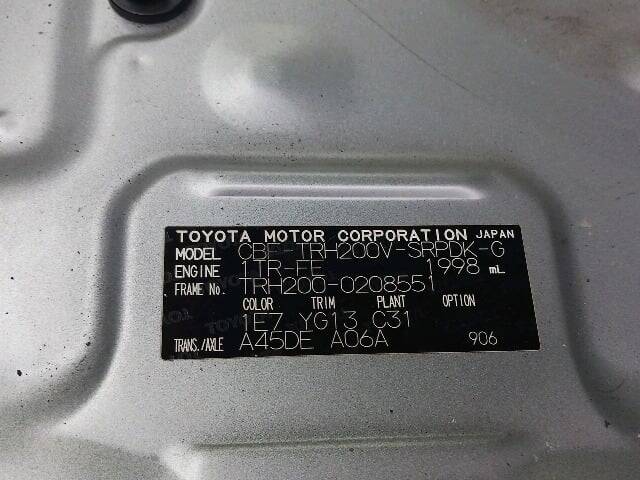 TOYOTA MOTOR CORPORATION JAPAN
MODEL CBF-TRH200V-SRPDK-G
ENGINE 1TR-FE 1998 mL
FRAME No. TRH200-0208551
COLOR TRIM PLANT OPTION
1E7 YG13 C31
TRANS./AXLE A45DE A06A 906